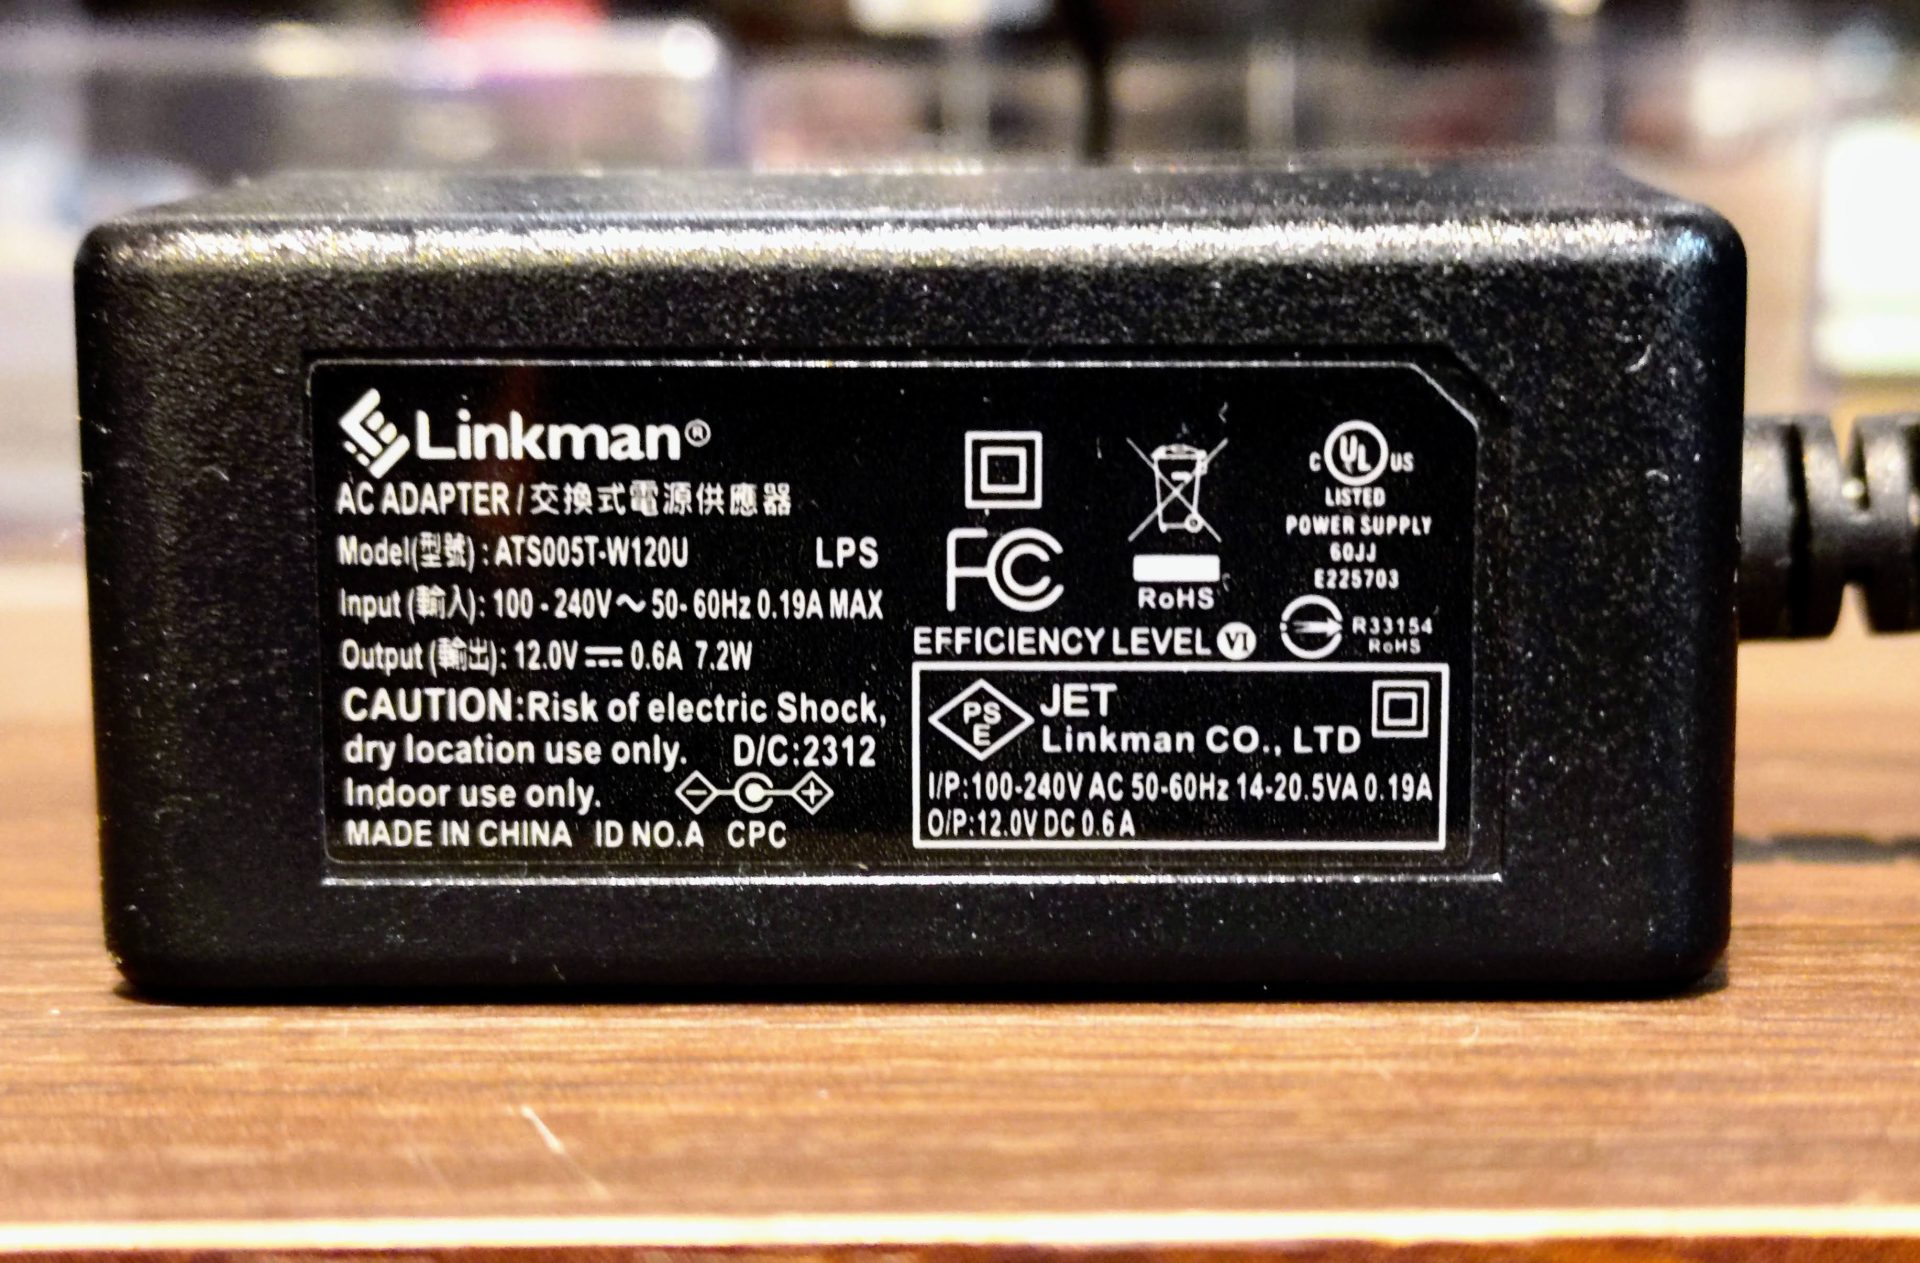 Linkman®
AC ADAPTER / 交換式電源供應器
Model(型號) : ATS005T-W120U LPS
Input (輸入): 100 - 240V ～ 50- 60Hz 0.19A MAX
Output (輸出): 12.0V ⎓ 0.6A 7.2W
CAUTION:Risk of electric Shock,
dry location use only. D/C:2312
Indoor use only.
MADE IN CHINA ID NO.A CPC
FC
RoHS
C UL US
LISTED
POWER SUPPLY
60JJ
E225703
R33154
RoHS
EFFICIENCY LEVEL VI
PS
E
JET
Linkman CO., LTD
I/P:100-240V AC 50-60Hz 14-20.5VA 0.19A
O/P:12.0V DC 0.6 A